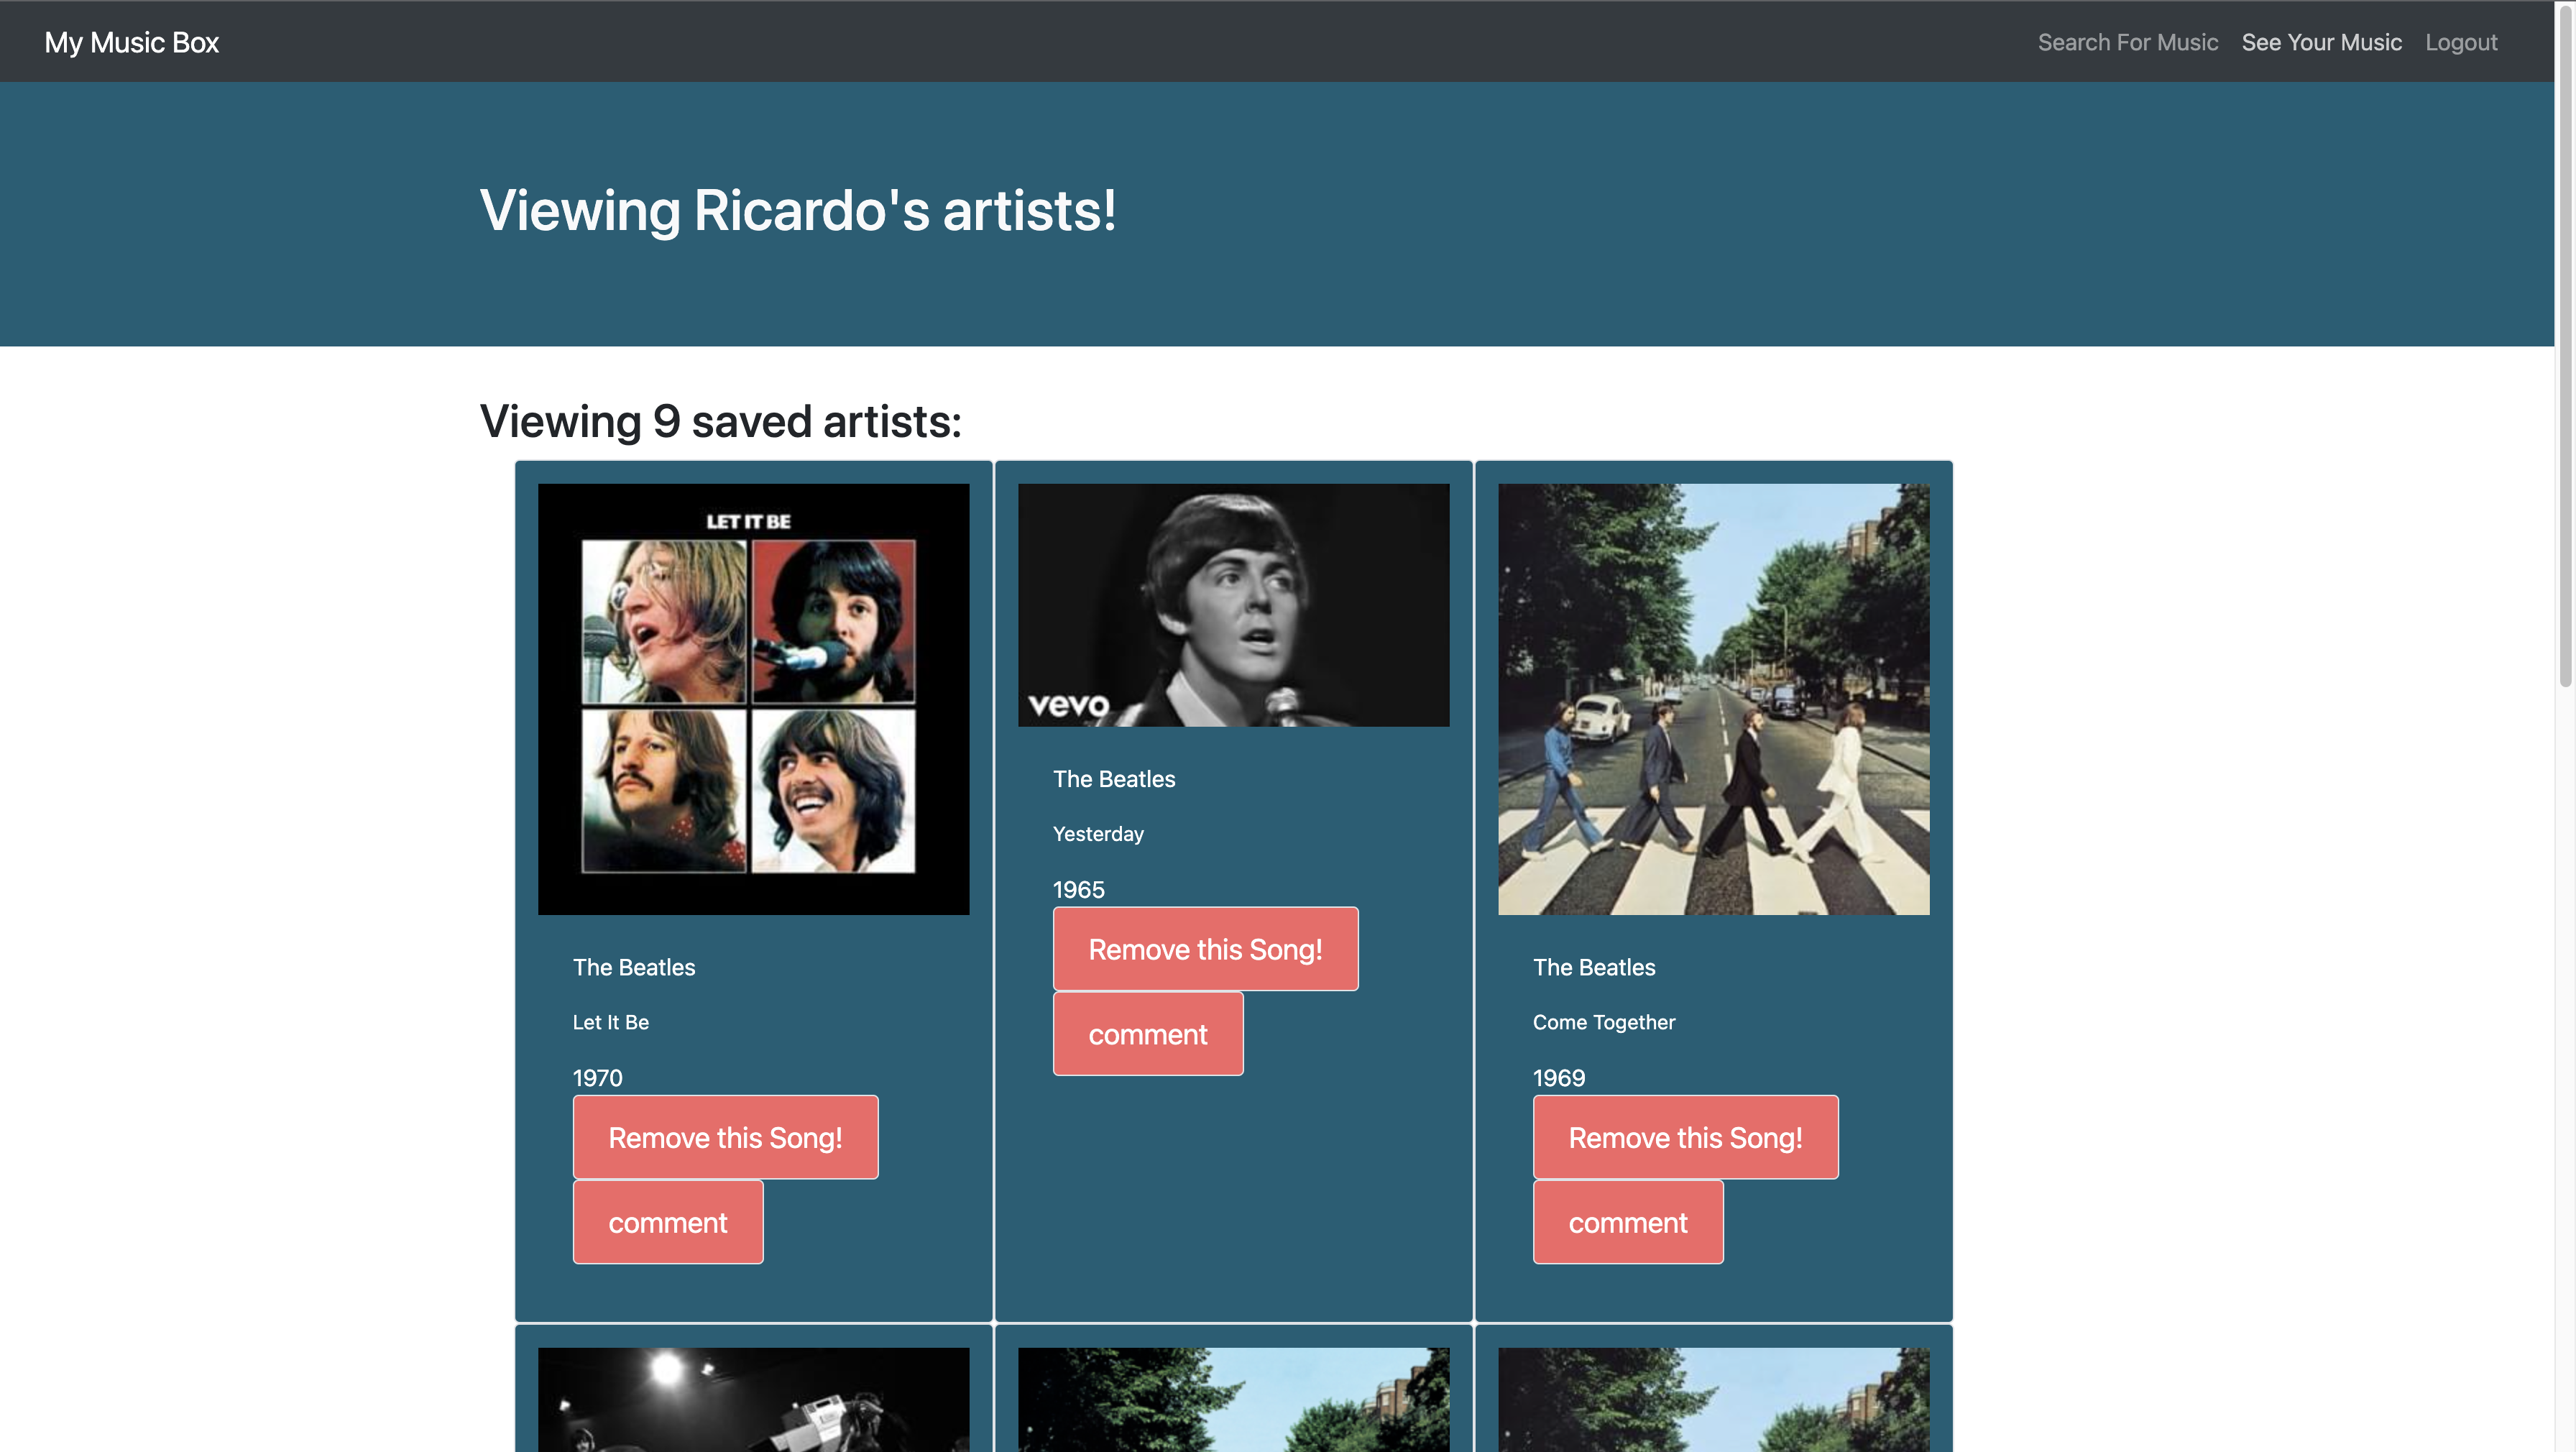 My Music Box
Search For Music See Your Music Logout
Viewing Ricardo's artists!
Viewing 9 saved artists:
LET IT BE
The Beatles
Let It Be
1970
Remove this Song!
comment
vevo
The Beatles
Yesterday
1965
Remove this Song!
comment
The Beatles
Come Together
1969
Remove this Song!
comment